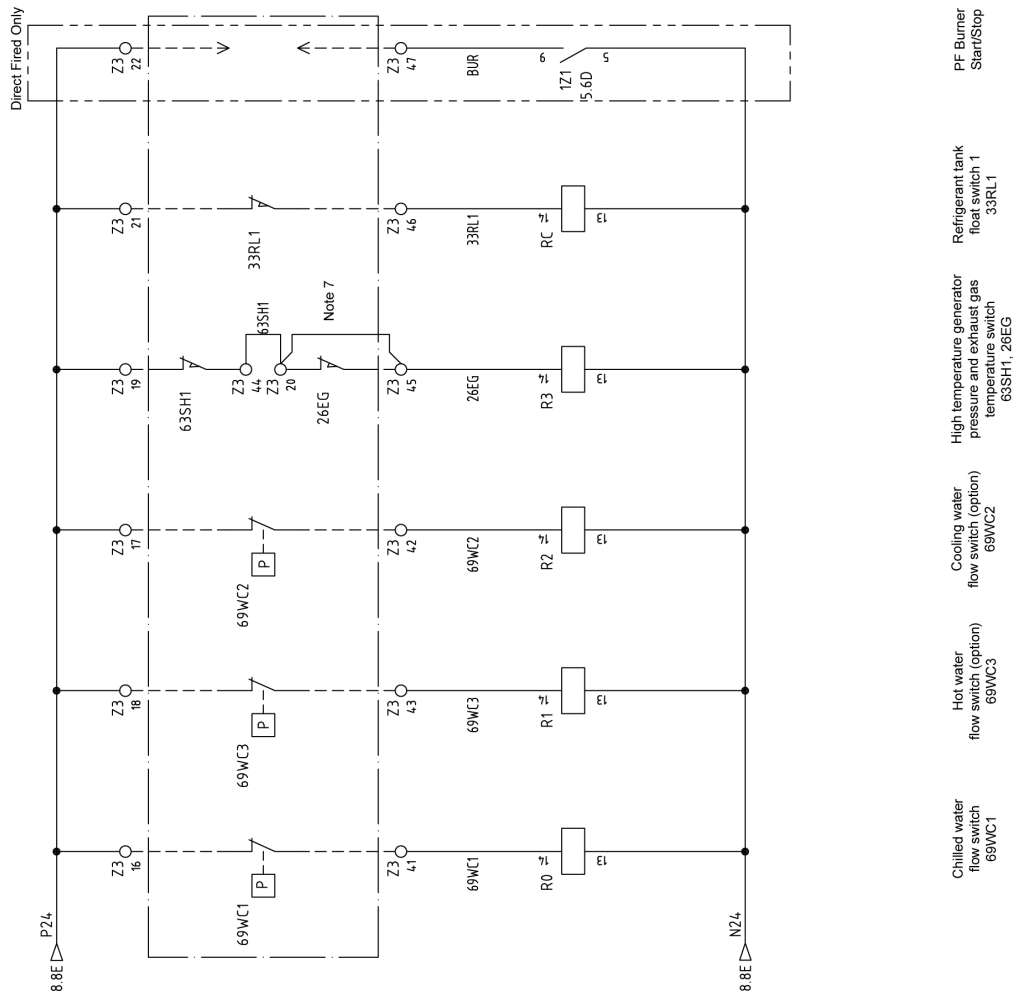 Direct Fired Only
Z3
22
Z3
47
BUR
9
5
1Z1
5.6D
PF Burner
Start/Stop
Z3
21
33RL1
Z3
46
33RL1
RC
14
13
Refrigerant tank
float switch 1
33RL1
Z3
19
63SH1
Z3
44
63SH1
Z3
20
26EG
Note 7
Z3
45
26EG
R3
14
13
High temperature generator
pressure and exhaust gas
temperature switch
63SH1, 26EG
Z3
17
P
69WC2
Z3
42
69WC2
R2
14
13
Cooling water
flow switch (option)
69WC2
Z3
18
P
69WC3
Z3
43
69WC3
R1
14
13
Hot water
flow switch (option)
69WC3
Z3
16
P
69WC1
Z3
41
69WC1
R0
14
13
Chilled water
flow switch
69WC1
P24
8.8E
N24
8.8E